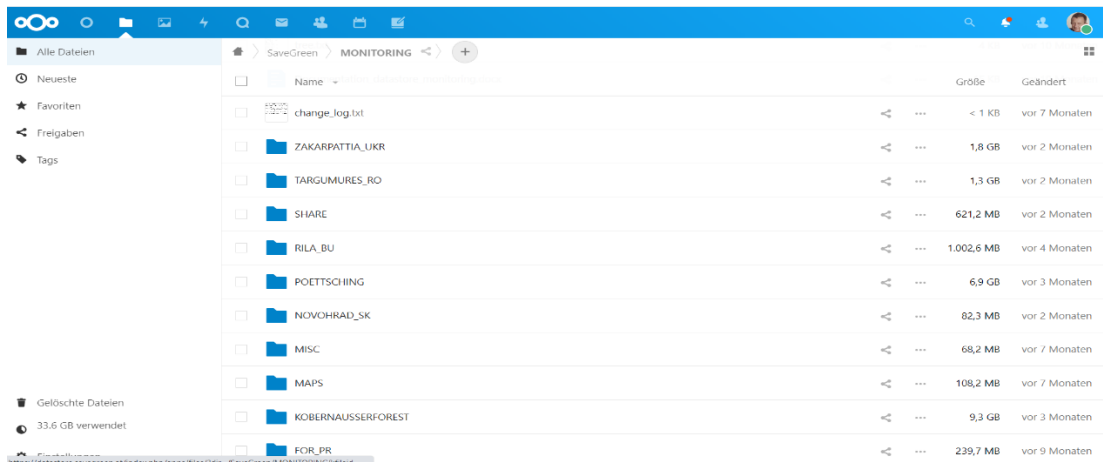 Alle Dateien
Neueste
Favoriten
Freigaben
Tags
Gelöschte Dateien
33.6 GB verwendet
SaveGreen MONITORING +
Name Größe Geändert
change_log.txt < 1 KB vor 7 Monaten
ZAKARPATTIA_UKR 1,8 GB vor 2 Monaten
TARGUMURES_RO 1,3 GB vor 2 Monaten
SHARE 621,2 MB vor 2 Monaten
RILA_BU 1.002,6 MB vor 4 Monaten
POETTSCHING 6,9 GB vor 3 Monaten
NOVOHRAD_SK 82,3 MB vor 2 Monaten
MISC 68,2 MB vor 7 Monaten
MAPS 108,2 MB vor 7 Monaten
KOBERNAUSSERFOREST 9,3 GB vor 3 Monaten
FOR_PR 239,7 MB vor 9 Monaten